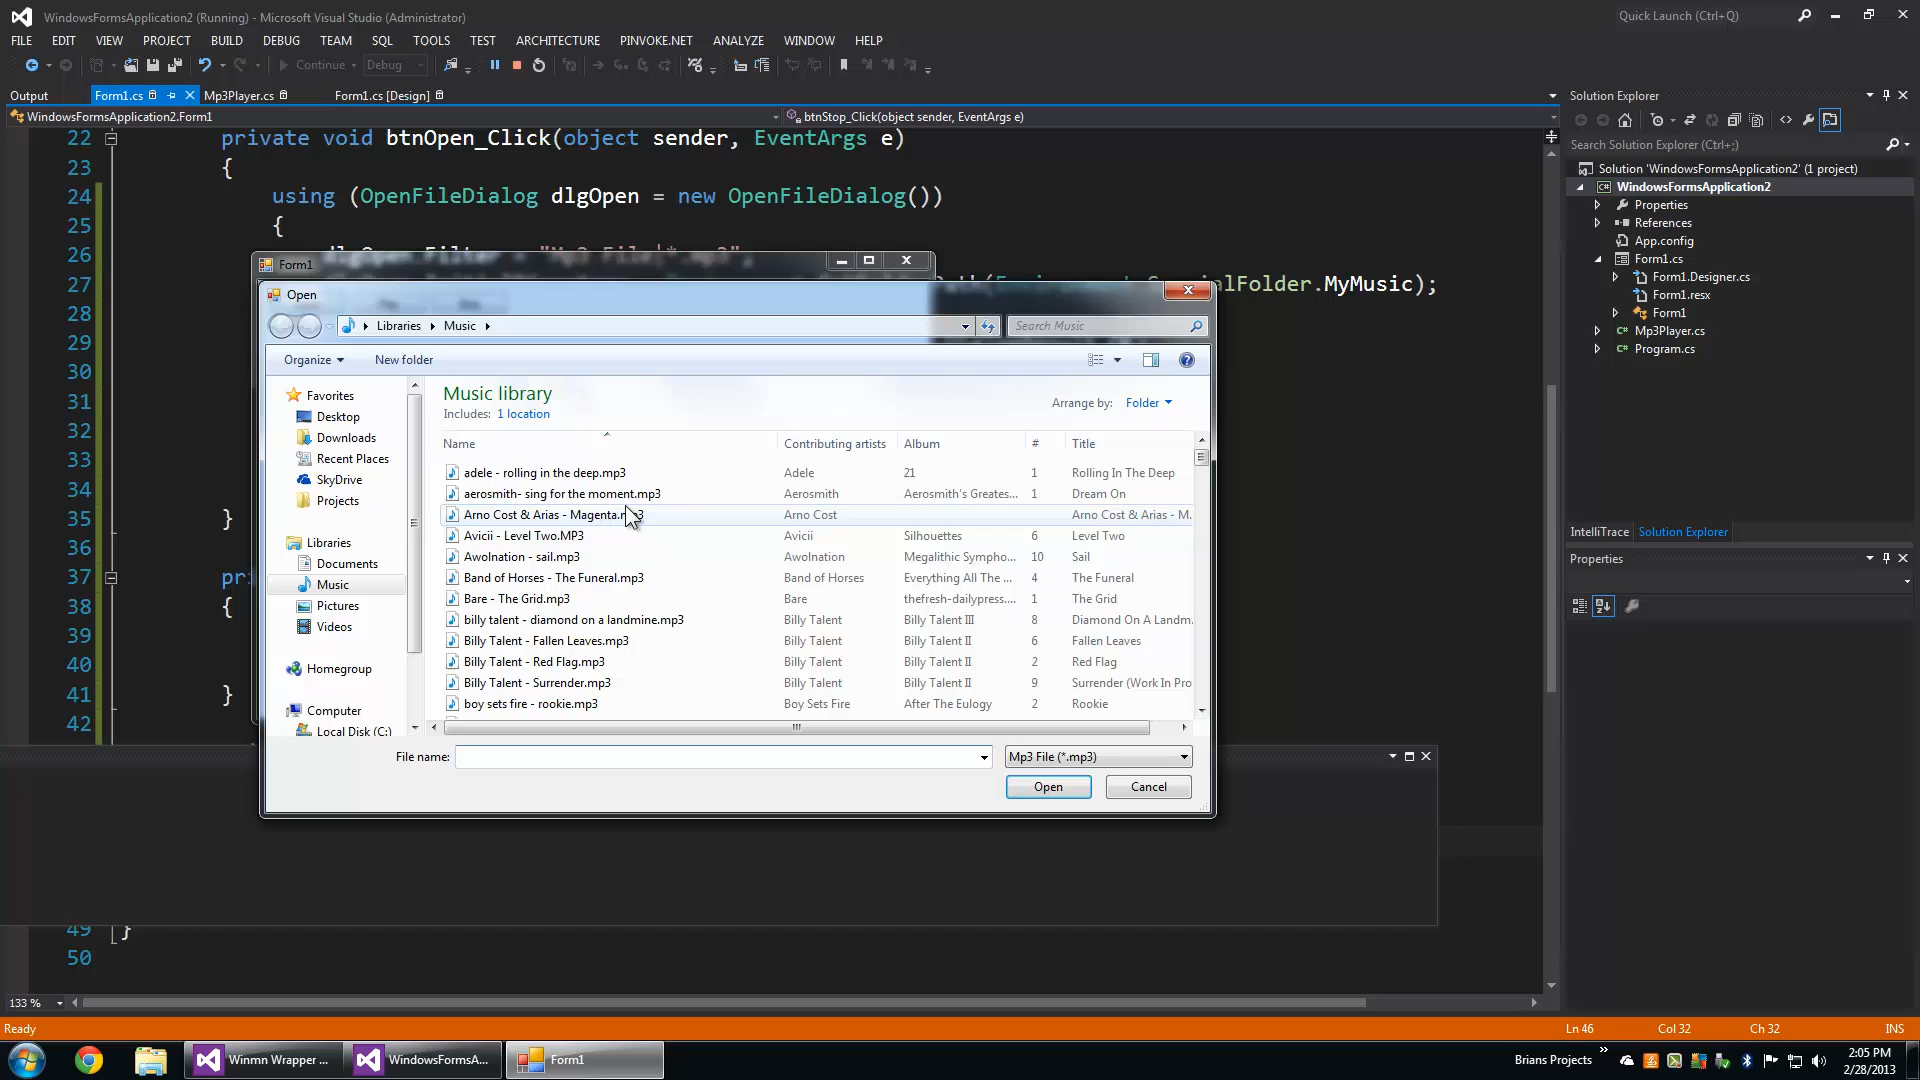 WindowsFormsApplication2 (Running) - Microsoft Visual Studio (Administrator)
Quick Launch (Ctrl+Q)
FILE EDIT VIEW PROJECT BUILD DEBUG TEAM SQL TOOLS TEST ARCHITECTURE PINVOKE.NET ANALYZE WINDOW HELP
Continue Debug
Output Form1.cs Mp3Player.cs Form1.cs [Design]
WindowsFormsApplication2.Form1 btnStop_Click(object sender, EventArgs e)
22 private void btnOpen_Click(object sender, EventArgs e)
23 {
24 using (OpenFileDialog dlgOpen = new OpenFileDialog())
25 {
26 dlgOpen.Filter = "Mp3 File|*.mp3";
27 alFolder.MyMusic);
28
29
30
31
32
33
34
35 }
36
37
38 {
39
40
41 }
42
49 }
50
Form1
Open
Libraries Music
Search Music
Organize New folder
Favorites
Desktop
Downloads
Recent Places
SkyDrive
Projects
Libraries
Documents
Music
Pictures
Videos
Homegroup
Computer
Local Disk (C:)
Music library
Includes: 1 location
Arrange by: Folder
Name Contributing artists Album # Title
adele - rolling in the deep.mp3 Adele 21 1 Rolling In The Deep
aerosmith- sing for the moment.mp3 Aerosmith Aerosmith's Greates... 1 Dream On
Arno Cost & Arias - Magenta.mp3 Arno Cost Arno Cost & Arias - M.
Avicii - Level Two.MP3 Avicii Silhouettes 6 Level Two
Awolnation - sail.mp3 Awolnation Megalithic Sympho... 10 Sail
Band of Horses - The Funeral.mp3 Band of Horses Everything All The ... 4 The Funeral
Bare - The Grid.mp3 Bare thefresh-dailypress.... 1 The Grid
billy talent - diamond on a landmine.mp3 Billy Talent Billy Talent III 8 Diamond On A Landm.
Billy Talent - Fallen Leaves.mp3 Billy Talent Billy Talent II 6 Fallen Leaves
Billy Talent - Red Flag.mp3 Billy Talent Billy Talent II 2 Red Flag
Billy Talent - Surrender.mp3 Billy Talent Billy Talent II 9 Surrender (Work In Pro
boy sets fire - rookie.mp3 Boy Sets Fire After The Eulogy 2 Rookie
File name: Mp3 File (*.mp3)
Open Cancel
Solution Explorer
Search Solution Explorer (Ctrl+;)
Solution 'WindowsFormsApplication2' (1 project)
WindowsFormsApplication2
Properties
References
App.config
Form1.cs
Form1.Designer.cs
Form1.resx
Form1
Mp3Player.cs
Program.cs
IntelliTrace Solution Explorer
Properties
133 %
Ready Ln 46 Col 32 Ch 32 INS
Winmn Wrapper ... WindowsFormsA... Form1
Brians Projects
2:05 PM
2/28/2013